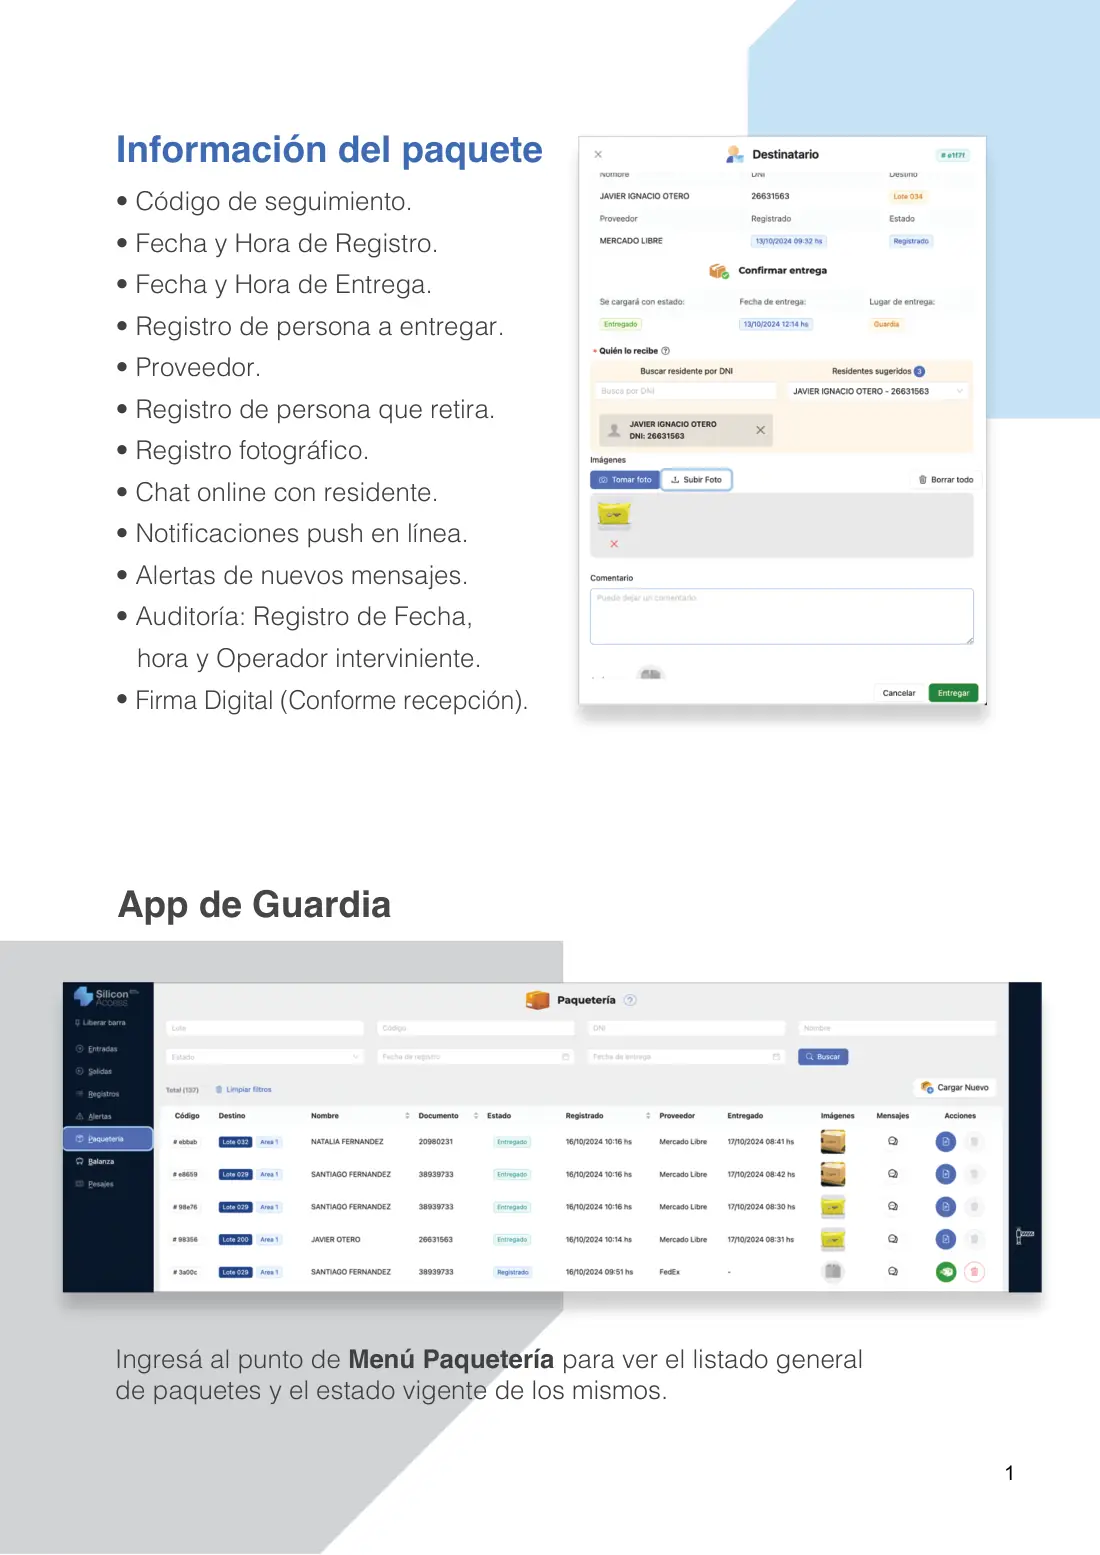 Información del paquete
• Código de seguimiento.
• Fecha y Hora de Registro.
• Fecha y Hora de Entrega.
• Registro de persona a entregar.
• Proveedor.
• Registro de persona que retira.
• Registro fotográfico.
• Chat online con residente.
• Notificaciones push en línea.
• Alertas de nuevos mensajes.
• Auditoría: Registro de Fecha,
hora y Operador interviniente.
• Firma Digital (Conforme recepción).
Destinatario # e1f7f
Nombre DNI Destino
JAVIER IGNACIO OTERO 26631563 Lote 034
Proveedor Registrado Estado
MERCADO LIBRE 13/10/2024 09:32 hs Registrado
Confirmar entrega
Se cargará con estado: Fecha de entrega: Lugar de entrega:
Entregado 13/10/2024 12:14 hs Guardia
* Quién lo recibe ?
Buscar residente por DNI Residentes sugeridos 3
Busca por DNI JAVIER IGNACIO OTERO - 26631563
JAVIER IGNACIO OTERO
DNI: 26631563
Imágenes
Tomar foto Subir Foto Borrar todo
Comentario
Puede dejar un comentario
Cancelar Entregar
App de Guardia
Silicon
Access
Liberar barra
Entradas
Salidas
Registros
Alertas
Paquetería
Balanza
Pesajes
Paquetería ?
Lote Código DNI Nombre
Estado Fecha de registro Fecha de entrega Buscar
Total (137) Limpiar filtros Cargar Nuevo
Código Destino Nombre Documento Estado Registrado Proveedor Entregado Imágenes Mensajes Acciones
# ebbab Lote 032 Area 1 NATALIA FERNANDEZ 20980231 Entregado 16/10/2024 10:16 hs Mercado Libre 17/10/2024 08:41 hs
# e8659 Lote 029 Area 1 SANTIAGO FERNANDEZ 38939733 Entregado 16/10/2024 10:16 hs Mercado Libre 17/10/2024 08:42 hs
# 98e76 Lote 029 Area 1 SANTIAGO FERNANDEZ 38939733 Entregado 16/10/2024 10:16 hs Mercado Libre 17/10/2024 08:30 hs
# 98356 Lote 200 Area 1 JAVIER OTERO 26631563 Entregado 16/10/2024 10:14 hs Mercado Libre 17/10/2024 08:31 hs
# 3a00c Lote 029 Area 1 SANTIAGO FERNANDEZ 38939733 Registrado 16/10/2024 09:51 hs FedEx -
Ingresá al punto de Menú Paquetería para ver el listado general
de paquetes y el estado vigente de los mismos.
1